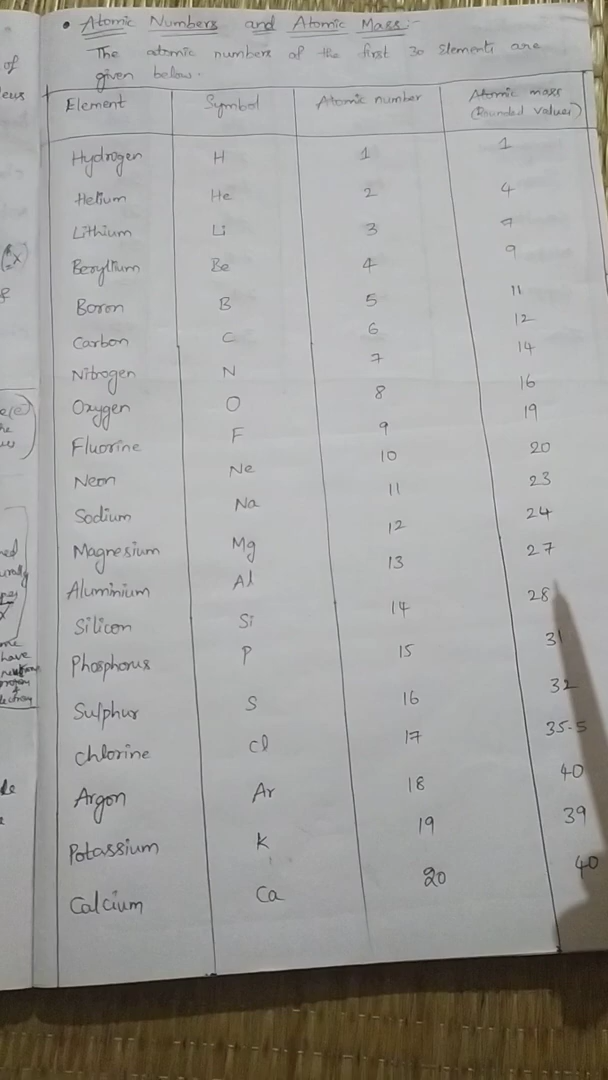 • Atomic Numbers and Atomic Mass:-
The atomic numbers of the first 30 Elements are
given below.
Element Symbol Atomic number Atomic mass (Rounded values)
Hydrogen H 1 1
Helium He 2 4
Lithium Li 3 7
Beryllium Be 4 9
Boron B 5 11
Carbon C 6 12
Nitrogen N 7 14
Oxygen O 8 16
Fluorine F 9 19
Neon Ne 10 20
Sodium Na 11 23
Magnesium Mg 12 24
Aluminium Al 13 27
Silicon Si 14 28
Phosphorus P 15 31
Sulphur S 16 32
Chlorine Cl 17 35.5
Argon Ar 18 40
Potassium K 19 39
Calcium Ca 20 40
of
have